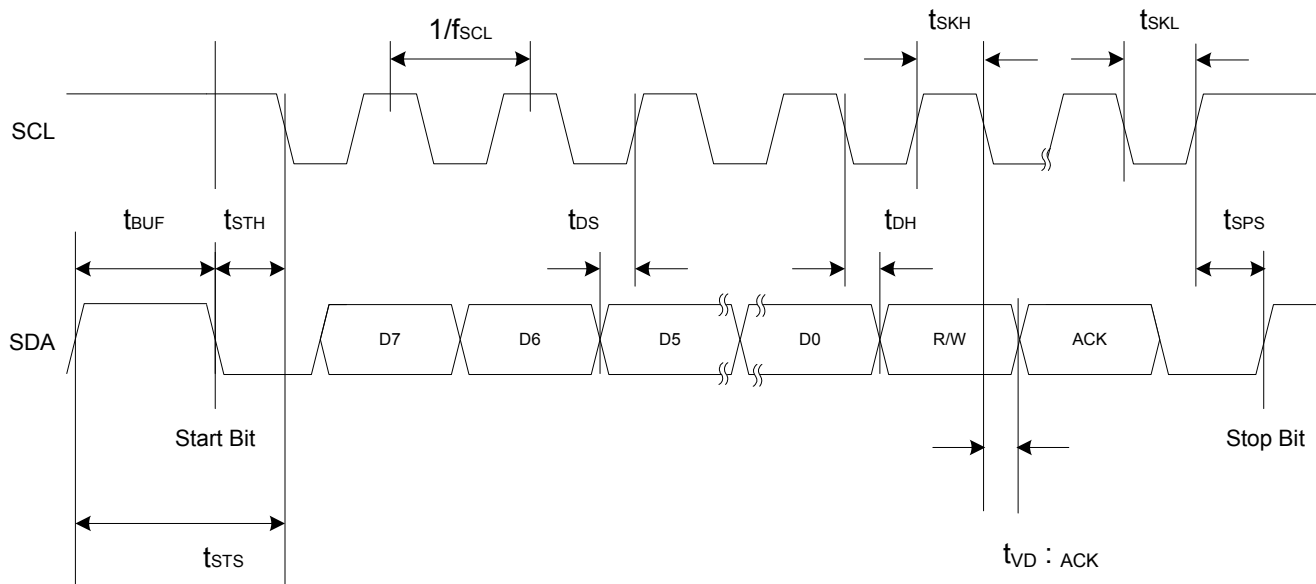 1/fSCL
tSKH
tSKL
SCL
tBUF
tSTH
tDS
tDH
tSPS
SDA
D7
D6
D5
D0
R/W
ACK
Start Bit
Stop Bit
tSTS
tVD : ACK